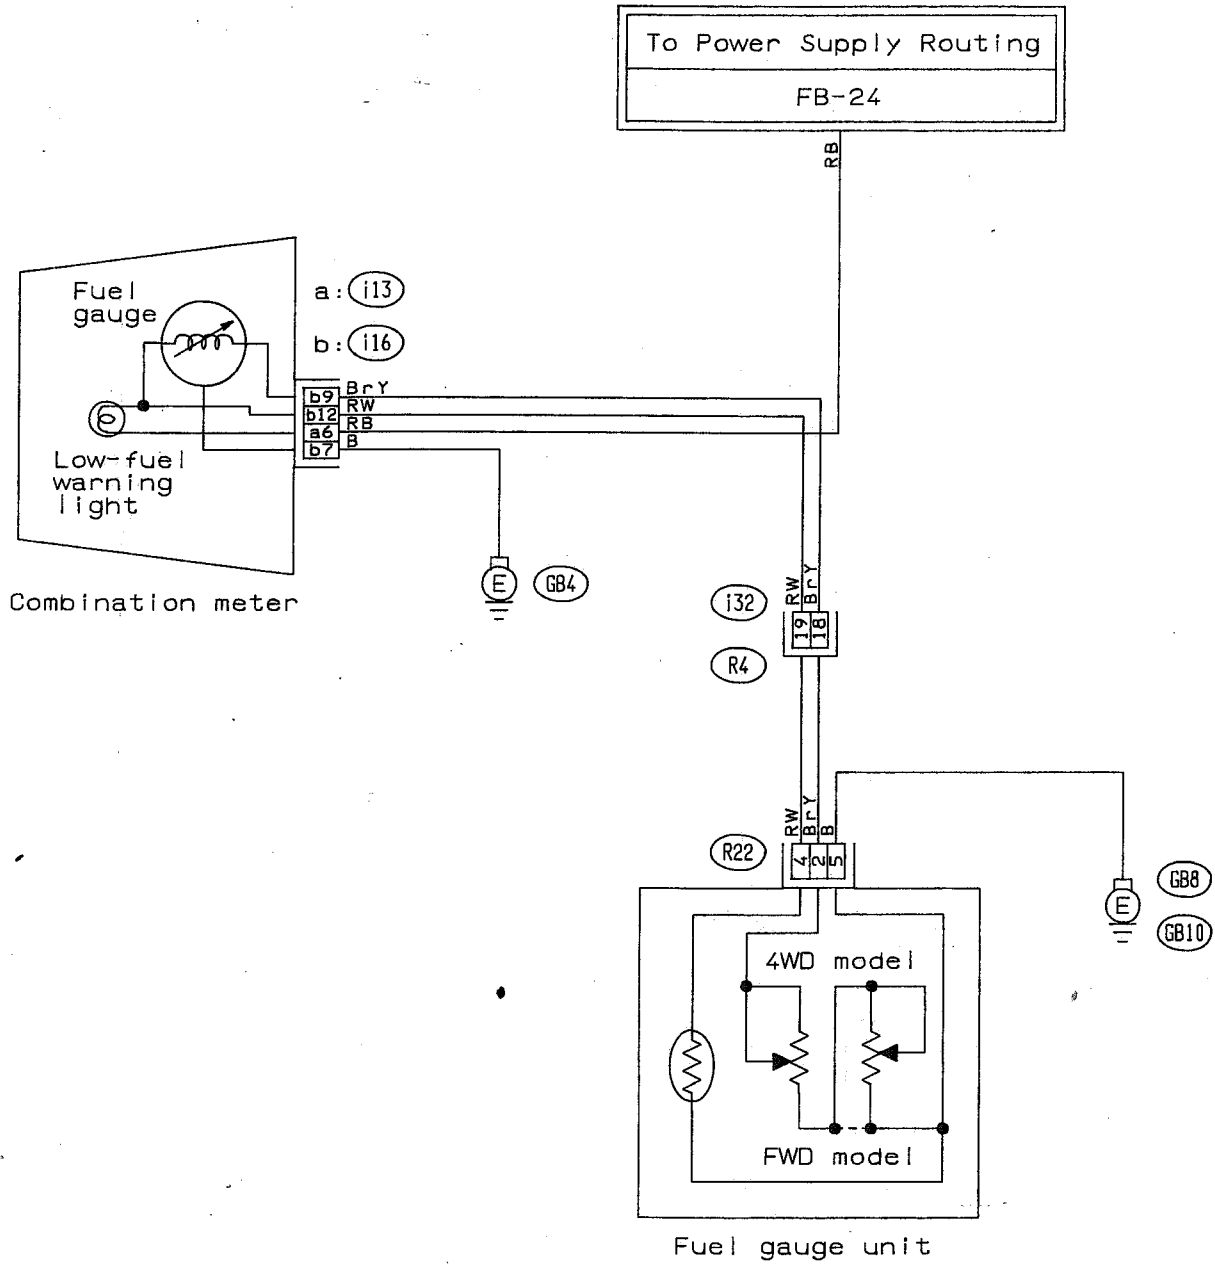 To Power Supply Routing
FB-24
RB
Fuel
gauge
a: i13
b: i16
b9 BrY
b12 RW
a6 RB
b7 B
Low-fuel
warning
light
E GB4
Combination meter
RW BrY
i32
19 18
R4
RW BrY B
R22
4 2 5
GB8
E
GB10
4WD model
FWD model
Fuel gauge unit